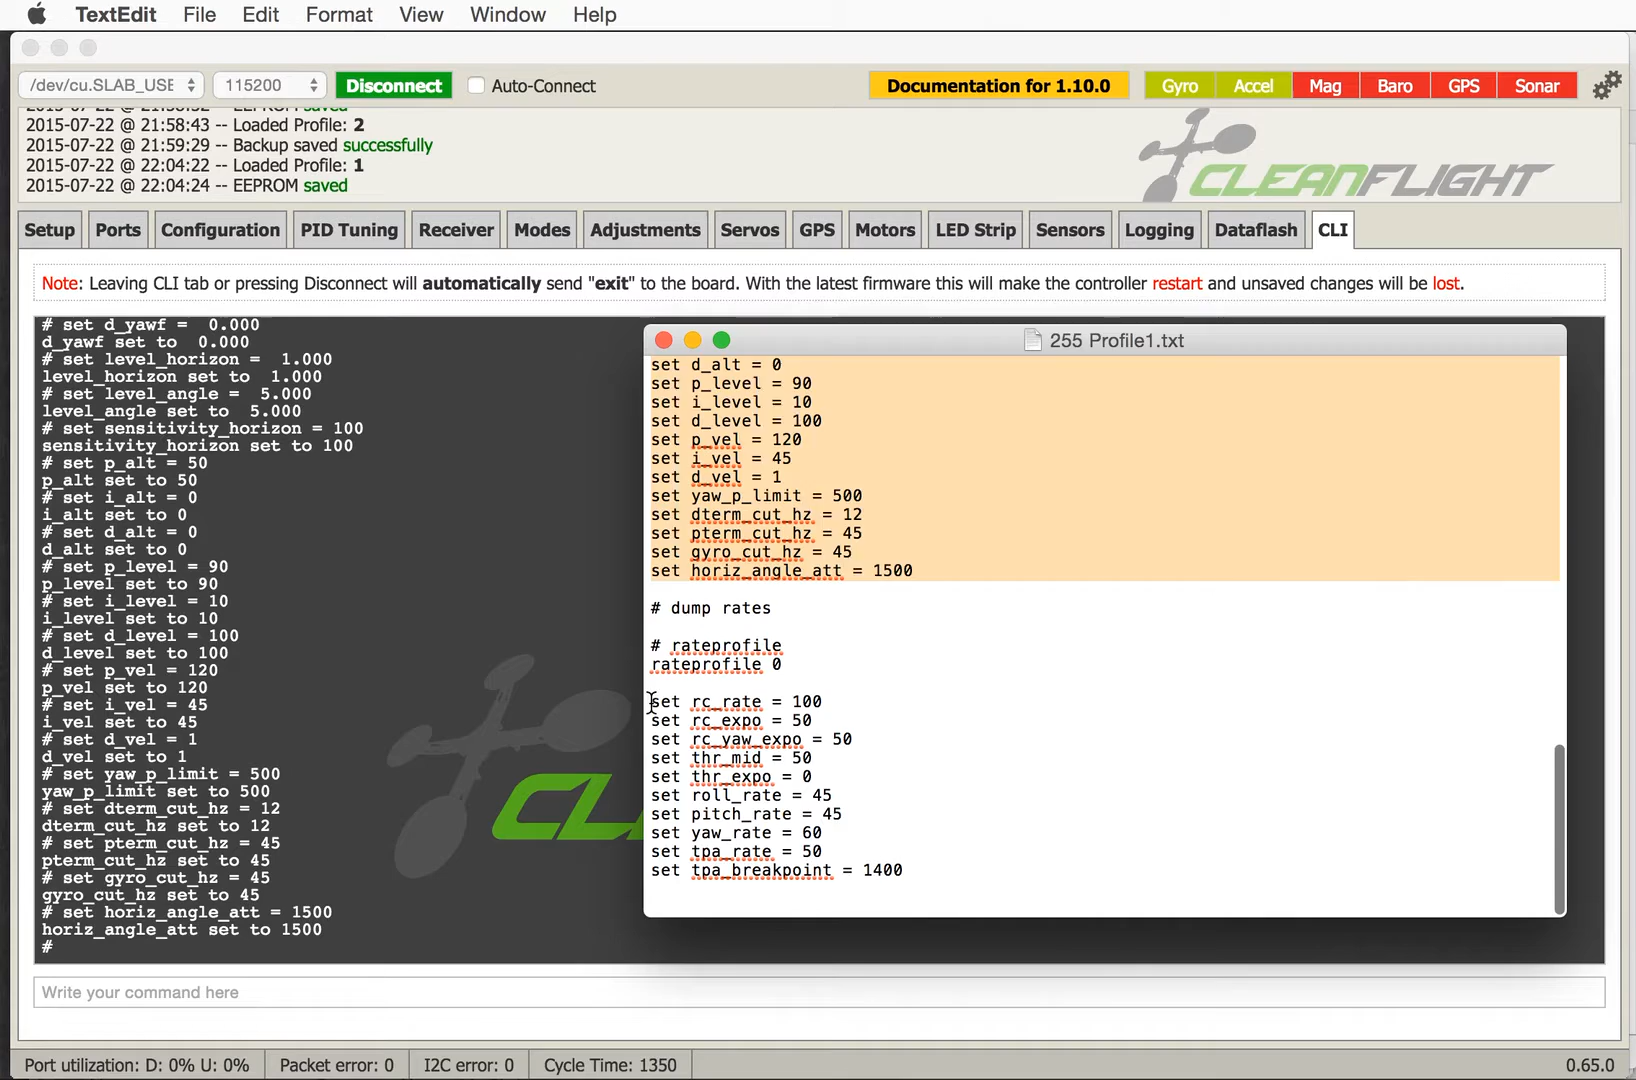 TextEdit File Edit Format View Window Help
/dev/cu.SLAB_USE 115200 Disconnect Auto-Connect Documentation for 1.10.0 Gyro Accel Mag Baro GPS Sonar
2015-07-22 @ 21:58:43 -- Loaded Profile: 2
2015-07-22 @ 21:59:29 -- Backup saved successfully
2015-07-22 @ 22:04:22 -- Loaded Profile: 1
2015-07-22 @ 22:04:24 -- EEPROM saved
CLEANFLIGHT
Setup Ports Configuration PID Tuning Receiver Modes Adjustments Servos GPS Motors LED Strip Sensors Logging Dataflash CLI
Note: Leaving CLI tab or pressing Disconnect will automatically send "exit" to the board. With the latest firmware this will make the controller restart and unsaved changes will be lost.
# set d_yawf = 0.000
d_yawf set to 0.000
# set level_horizon = 1.000
level_horizon set to 1.000
# set level_angle = 5.000
level_angle set to 5.000
# set sensitivity_horizon = 100
sensitivity_horizon set to 100
# set p_alt = 50
p_alt set to 50
# set i_alt = 0
i_alt set to 0
# set d_alt = 0
d_alt set to 0
# set p_level = 90
p_level set to 90
# set i_level = 10
i_level set to 10
# set d_level = 100
d_level set to 100
# set p_vel = 120
p_vel set to 120
# set i_vel = 45
i_vel set to 45
# set d_vel = 1
d_vel set to 1
# set yaw_p_limit = 500
yaw_p_limit set to 500
# set dterm_cut_hz = 12
dterm_cut_hz set to 12
# set pterm_cut_hz = 45
pterm_cut_hz set to 45
# set gyro_cut_hz = 45
gyro_cut_hz set to 45
# set horiz_angle_att = 1500
horiz_angle_att set to 1500
#
CL
255 Profile1.txt
set d_alt = 0
set p_level = 90
set i_level = 10
set d_level = 100
set p_vel = 120
set i_vel = 45
set d_vel = 1
set yaw_p_limit = 500
set dterm_cut_hz = 12
set pterm_cut_hz = 45
set gyro_cut_hz = 45
set horiz_angle_att = 1500
# dump rates
# rateprofile
rateprofile 0
set rc_rate = 100
set rc_expo = 50
set rc_yaw_expo = 50
set thr_mid = 50
set thr_expo = 0
set roll_rate = 45
set pitch_rate = 45
set yaw_rate = 60
set tpa_rate = 50
set tpa_breakpoint = 1400
Write your command here
Port utilization: D: 0% U: 0% Packet error: 0 I2C error: 0 Cycle Time: 1350 0.65.0